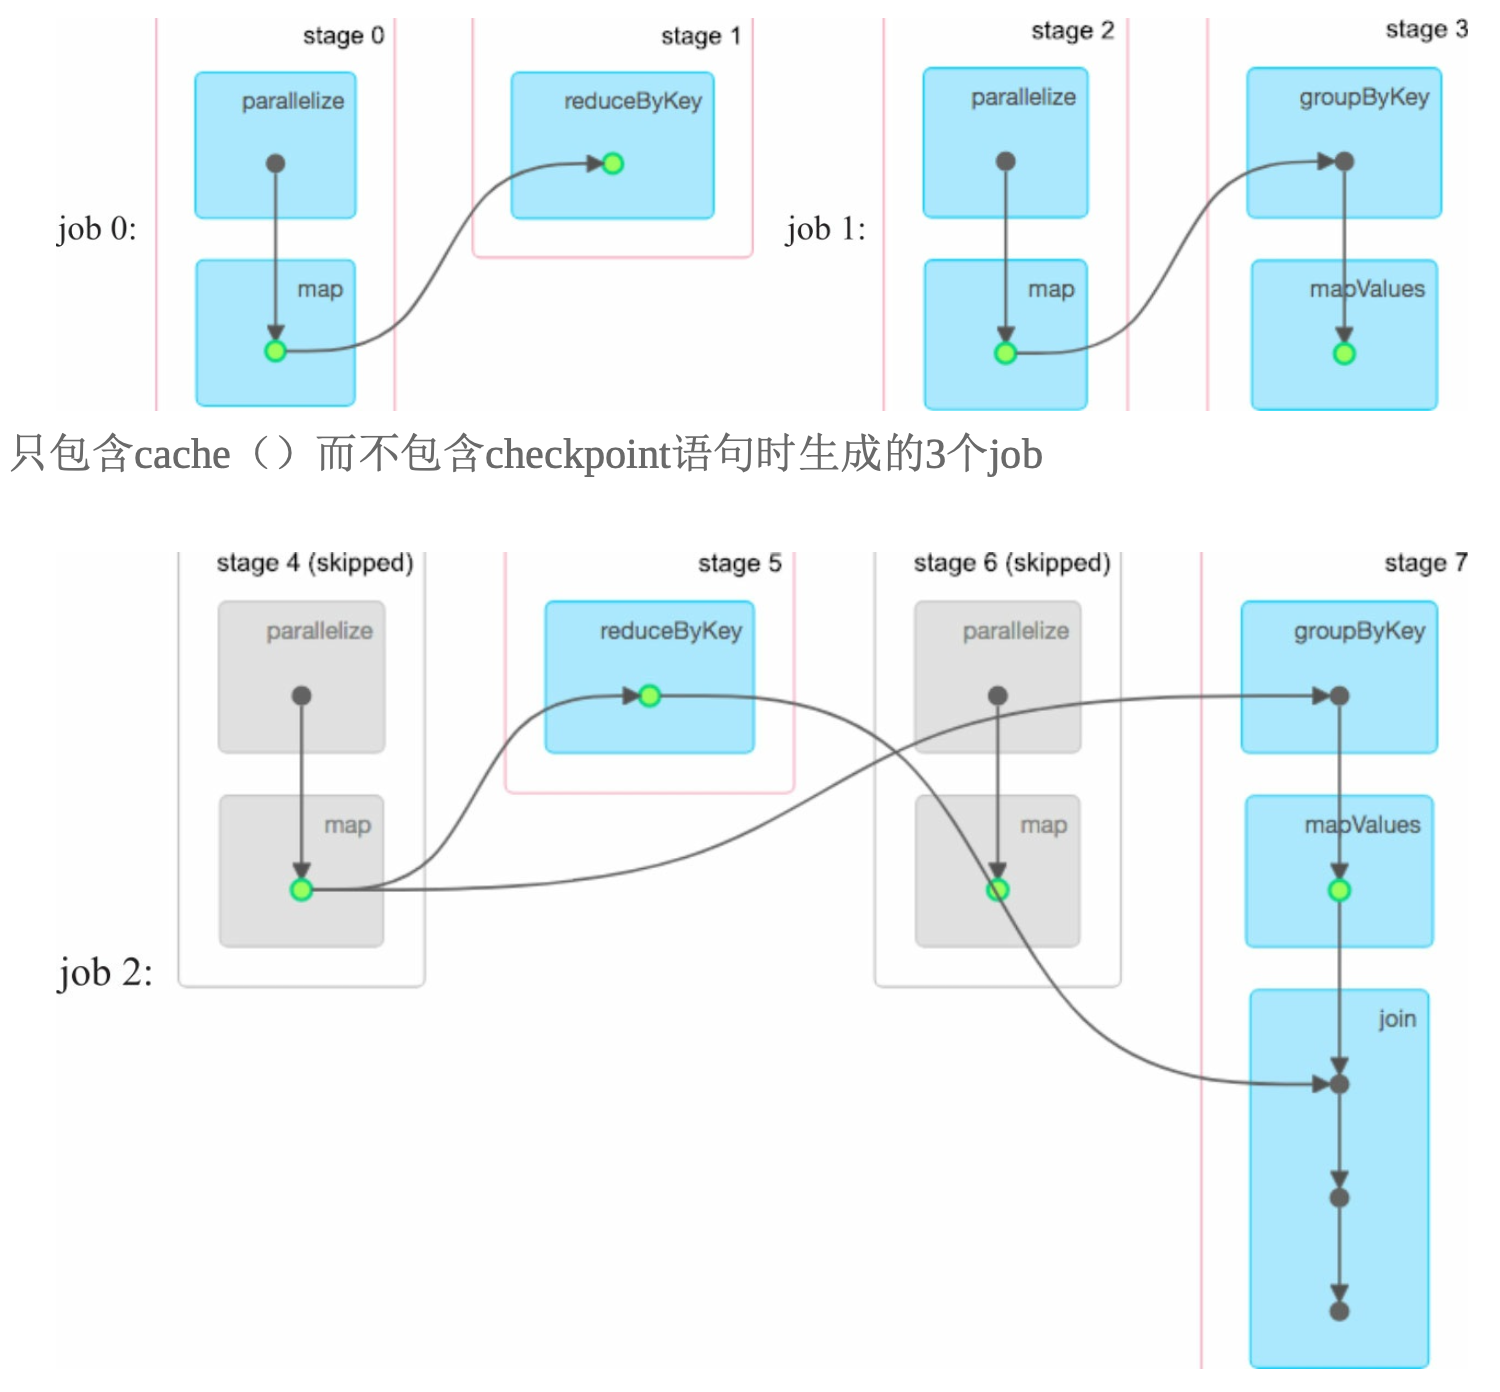 stage 0
stage 1
stage 2
stage 3
parallelize
reduceByKey
parallelize
groupByKey
job 0:
job 1:
map
map
mapValues
只包含cache（）而不包含checkpoint语句时生成的3个job
stage 4 (skipped)
stage 5
stage 6 (skipped)
stage 7
parallelize
reduceByKey
parallelize
groupByKey
map
map
mapValues
job 2:
join